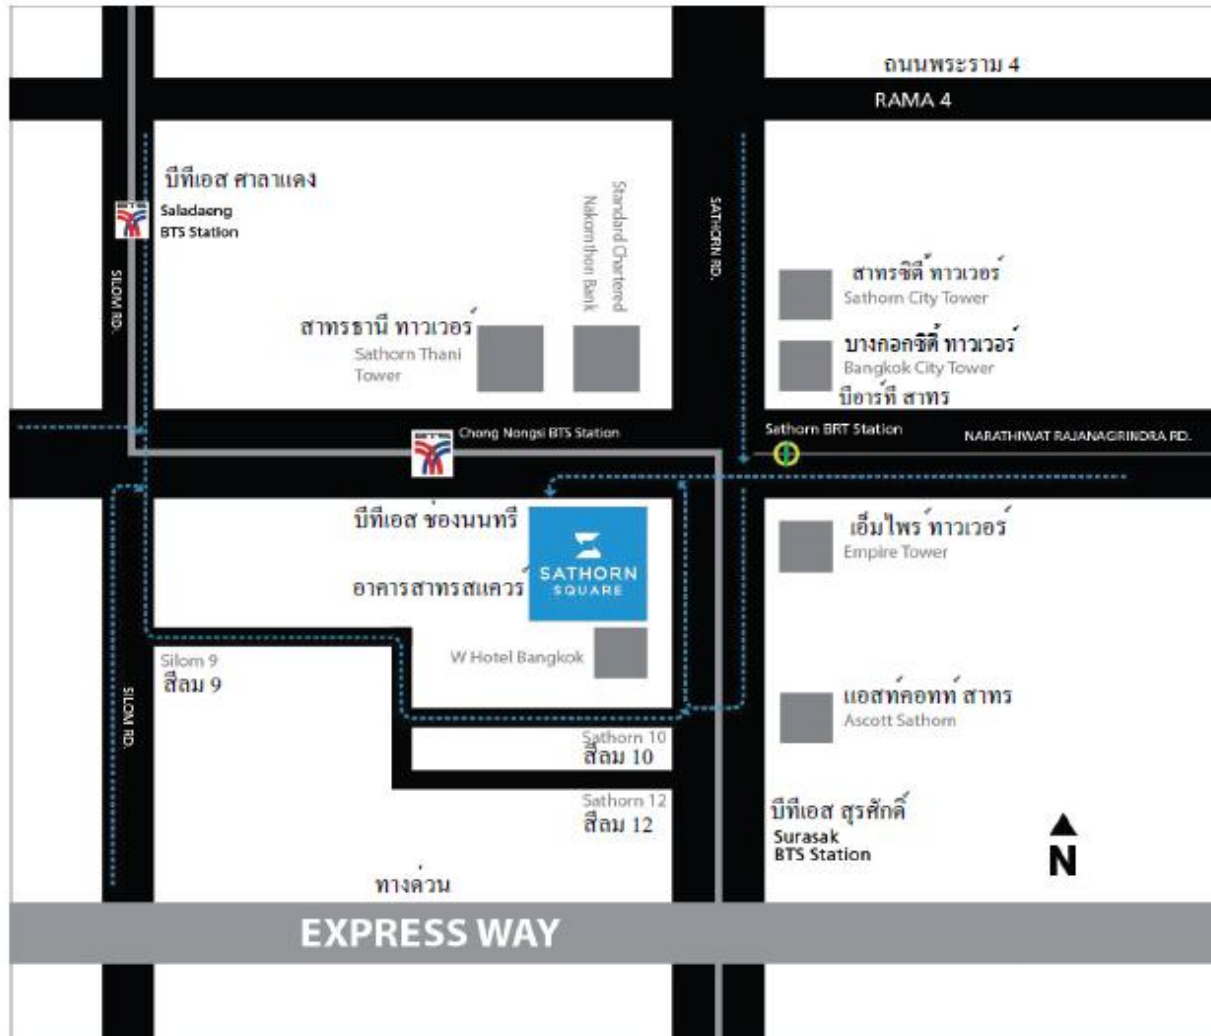 ถนนพระราม 4
RAMA 4
บีทีเอส ศาลาแดง
BTS
Saladaeng
BTS Station
SILOM RD.
Standard Chartered
Nakornthon Bank
SATHORN RD.
สาทรซิตี้ ทาวเวอร์
Sathorn City Tower
สาทรธานี ทาวเวอร์
Sathorn Thani
Tower
บางกอกซิตี้ ทาวเวอร์
Bangkok City Tower
บีอาร์ที สาทร
BTS
Chong Nongsi BTS Station
Sathorn BRT Station
NARATHIWAT RAJANAGIRINDRA RD.
บีทีเอส ช่องนนทรี
อาคารสาทรสแควร์
SATHORN
SQUARE
เอ็มไพร์ ทาวเวอร์
Empire Tower
W Hotel Bangkok
Silom 9
สีลม 9
SILOM RD.
แอสท์คอทท์ สาทร
Ascott Sathorn
Sathorn 10
สีลม 10
Sathorn 12
สีลม 12
บีทีเอส สุรศักดิ์
Surasak
BTS Station
N
ทางด่วน
EXPRESS WAY